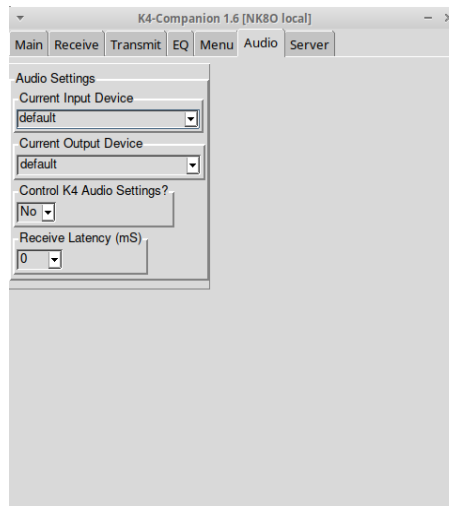 K4-Companion 1.6 [NK8O local]
Main Receive Transmit EQ Menu Audio Server
Audio Settings
Current Input Device
default
Current Output Device
default
Control K4 Audio Settings?
No
Receive Latency (mS)
0